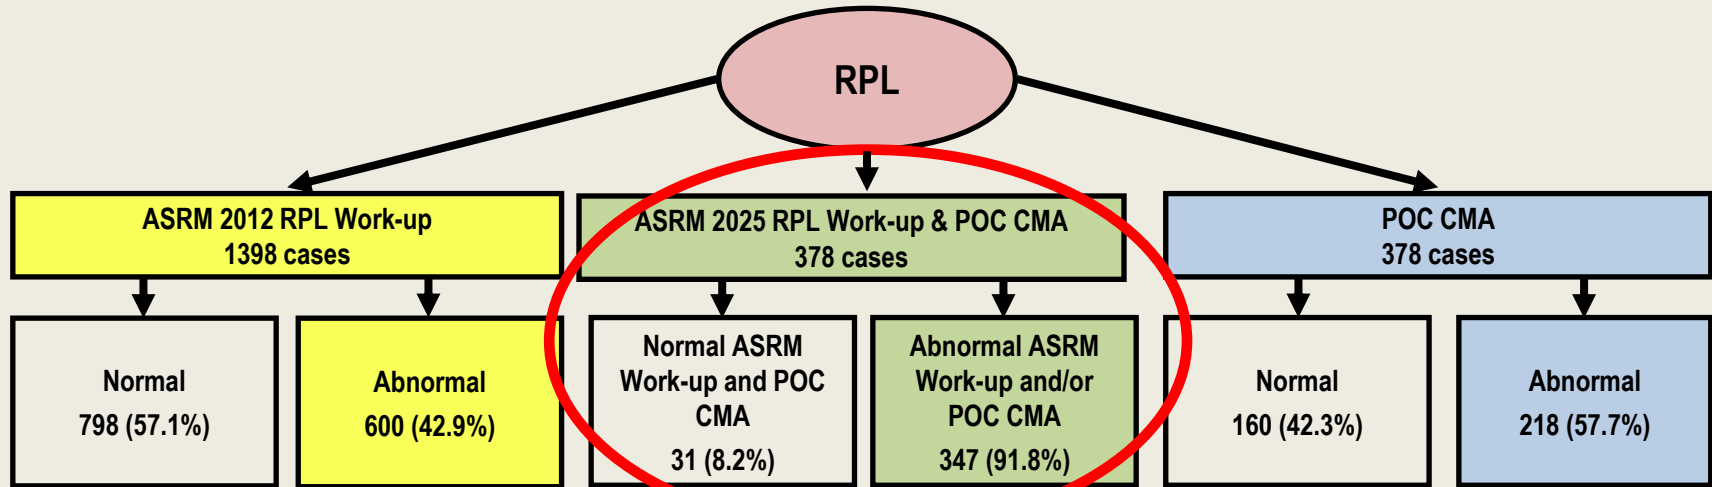 RPL
ASRM 2012 RPL Work-up
1398 cases
ASRM 2025 RPL Work-up & POC CMA
378 cases
POC CMA
378 cases
Normal
798 (57.1%)
Abnormal
600 (42.9%)
Normal ASRM
Work-up and POC
CMA
31 (8.2%)
Abnormal ASRM
Work-up and/or
POC CMA
347 (91.8%)
Normal
160 (42.3%)
Abnormal
218 (57.7%)